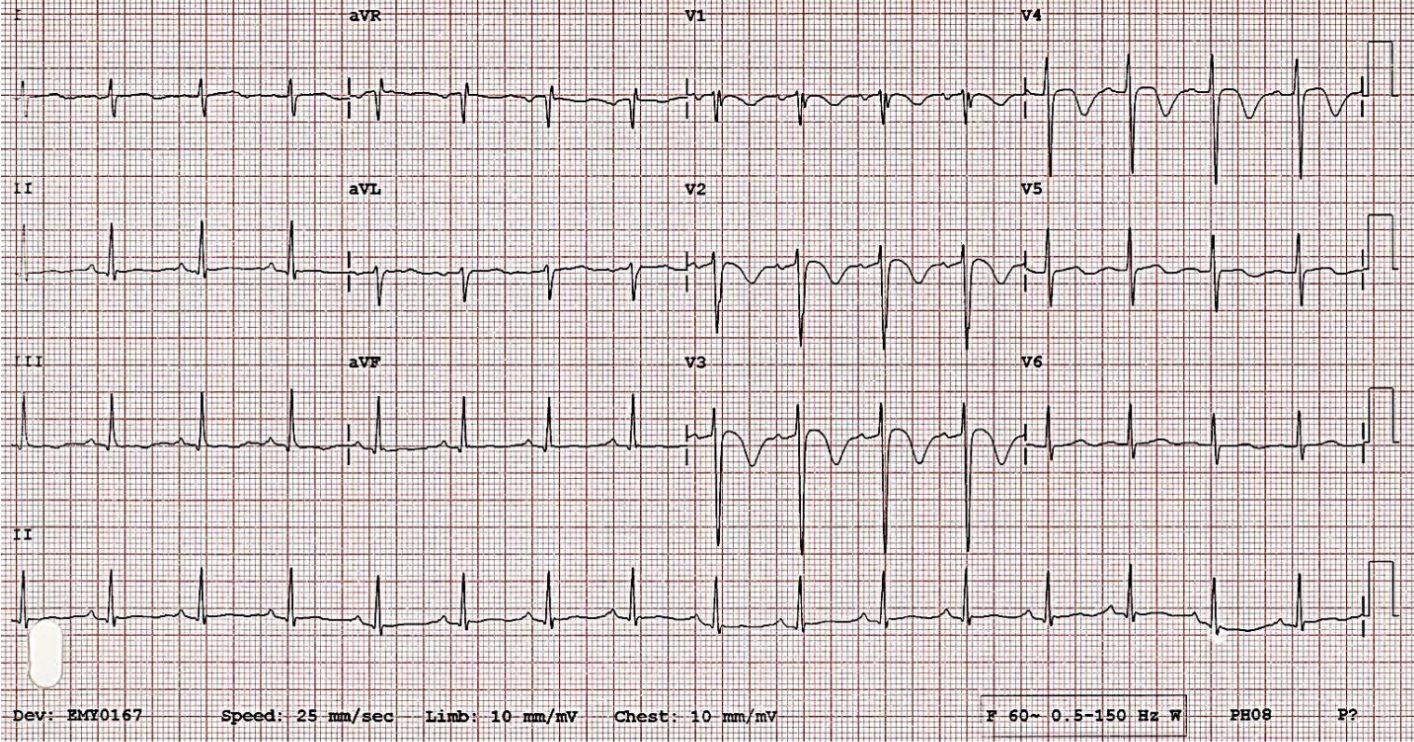 I aVR V1 V4
II aVL V2 V5
III aVF V3 V6
II
Dev: EMY0167 Speed: 25 mm/sec Limb: 10 mm/mV Chest: 10 mm/mV F 60~ 0.5-150 Hz W PH08 P?